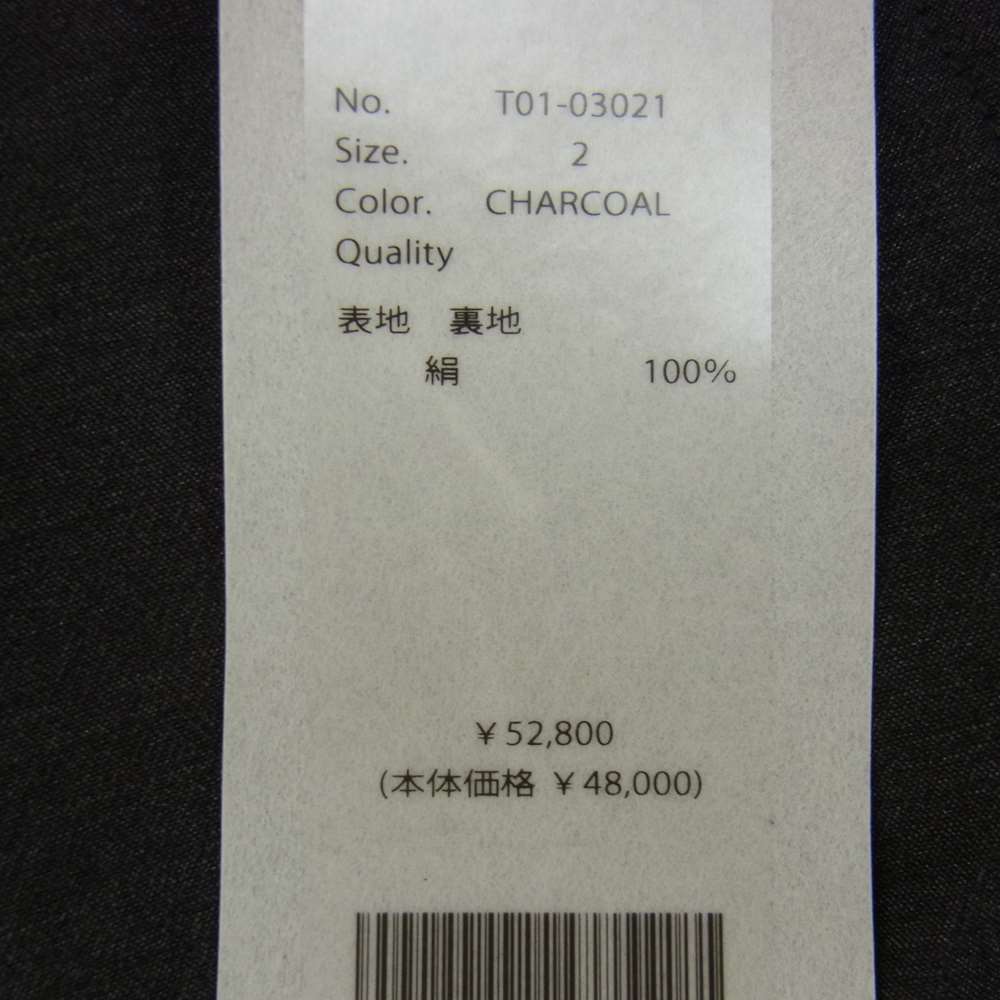 No. T01-03021
Size. 2
Color. CHARCOAL
Quality
表地 裏地
絹 100%
¥52,800
(本体価格 ¥48,000)